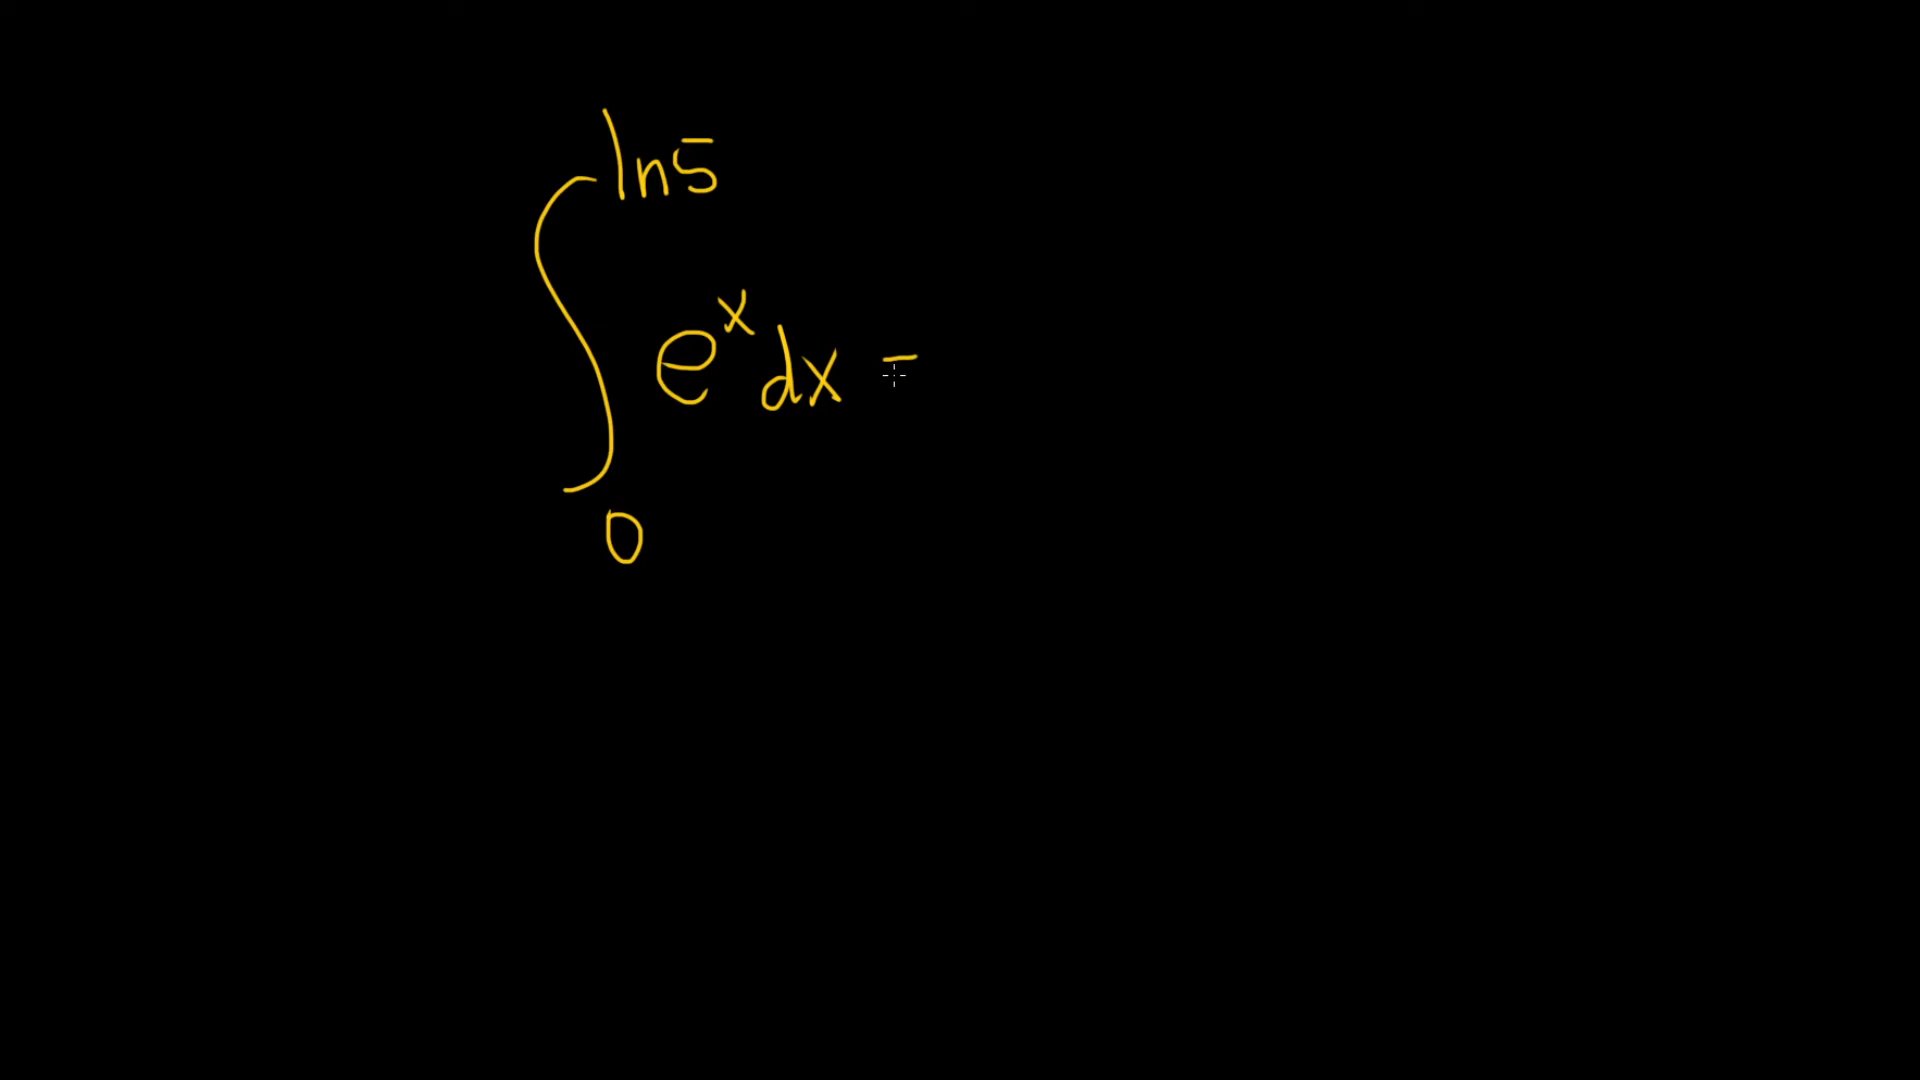 ∫₀^{ln5} eˣ dx =